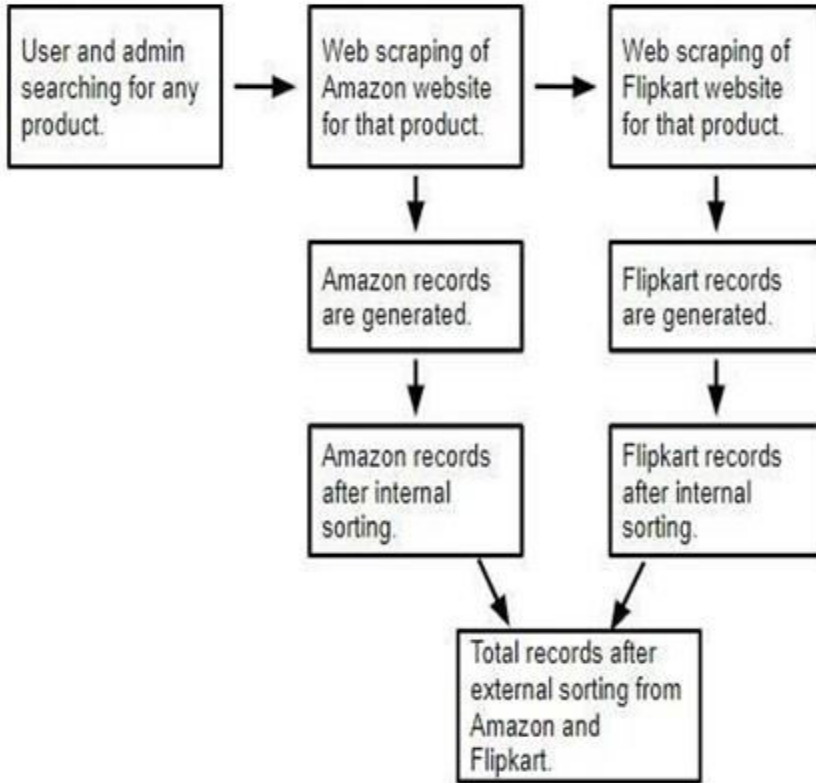 User and admin
searching for any
product.
Web scraping of
Amazon website
for that product.
Web scraping of
Flipkart website
for that product.
Amazon records
are generated.
Flipkart records
are generated.
Amazon records
after internal
sorting.
Flipkart records
after internal
sorting.
Total records after
external sorting from
Amazon and
Flipkart.